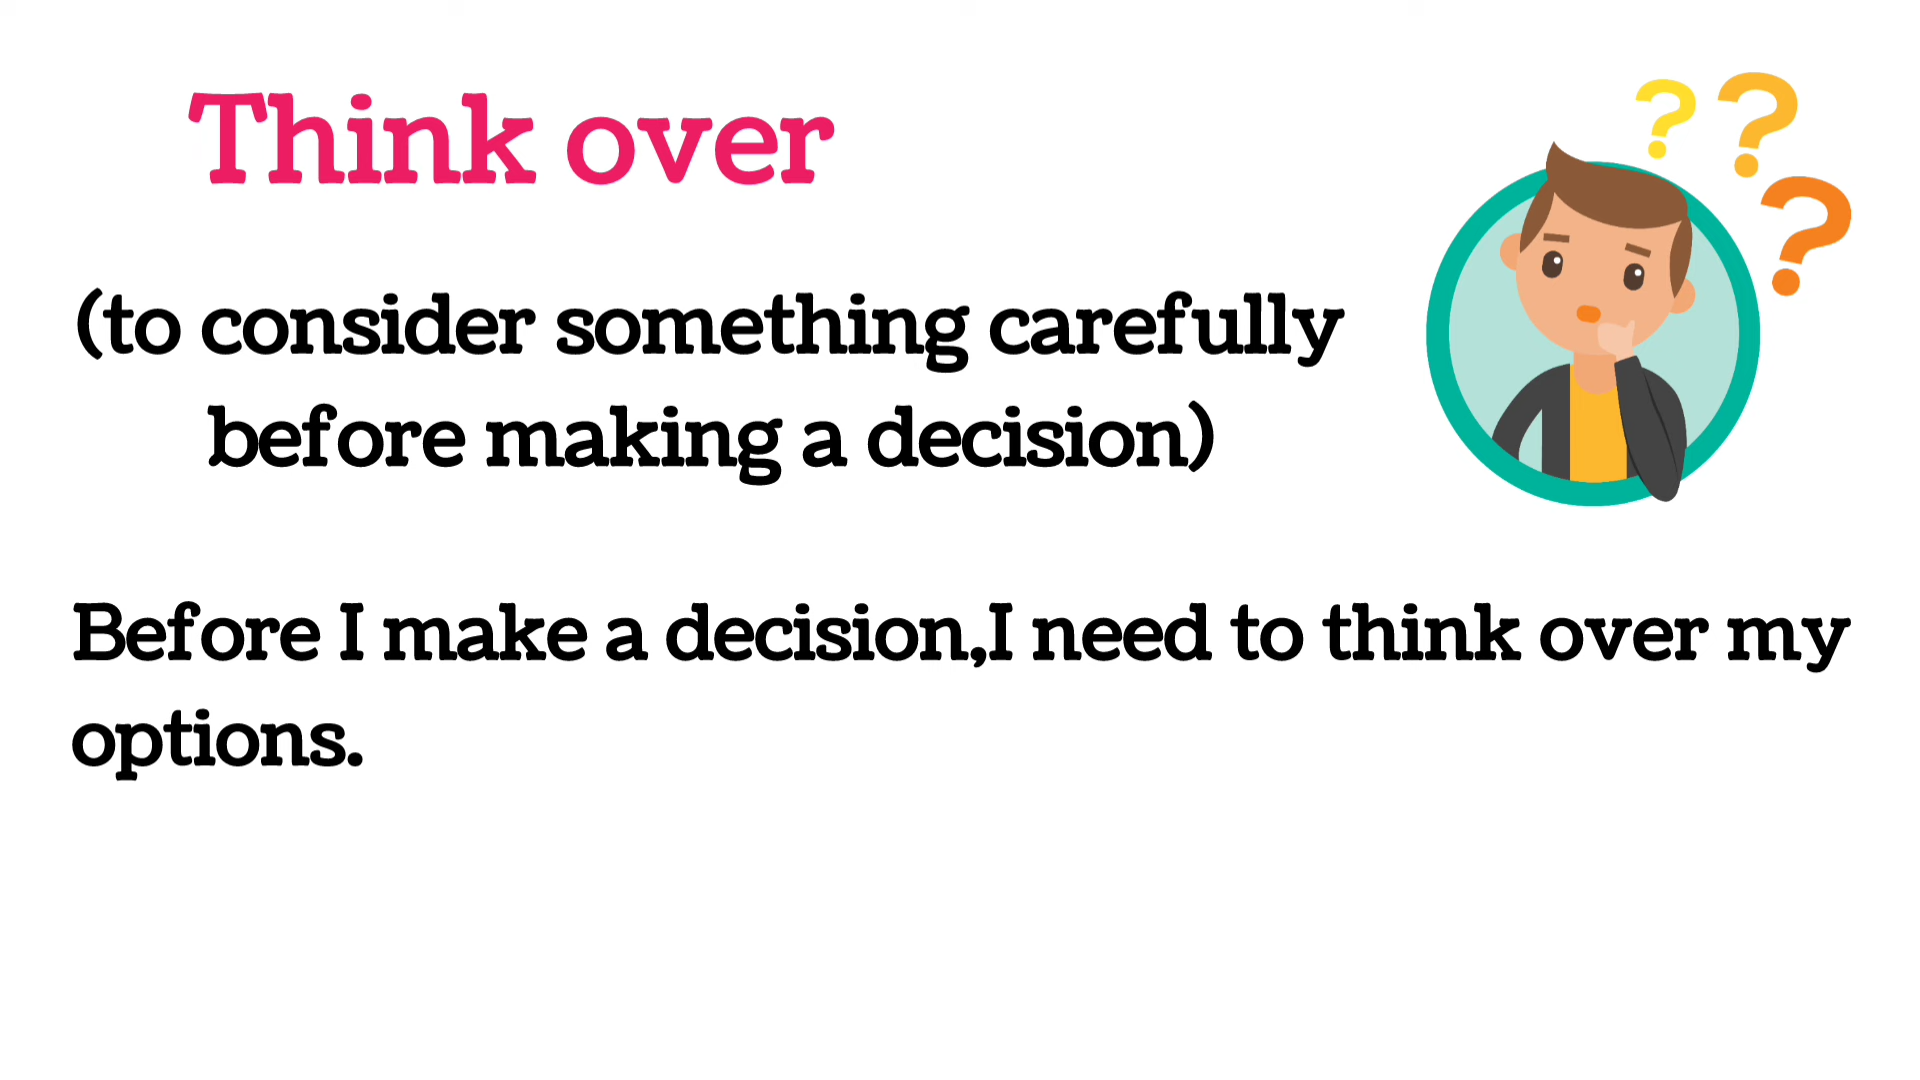 Think over
(to consider something carefully
before making a decision)
Before I make a decision,I need to think over my
options.